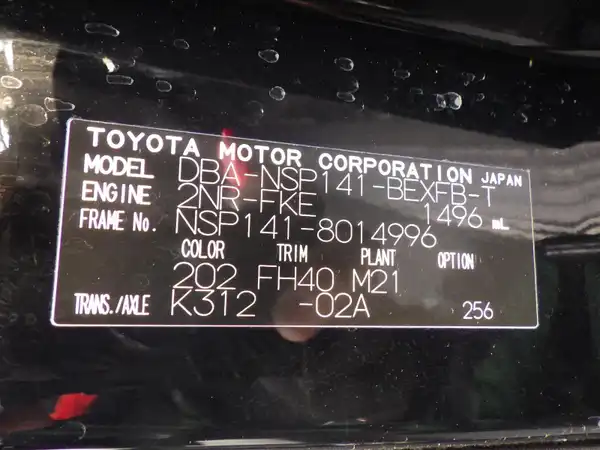 TOYOTA MOTOR CORPORATION JAPAN
MODEL DBA-NSP141-BEXFB-T
ENGINE 2NR-FKE 1496 mL
FRAME No. NSP141-8014996
COLOR TRIM PLANT OPTION
202 FH40 M21
TRANS./AXLE K312 -02A 256